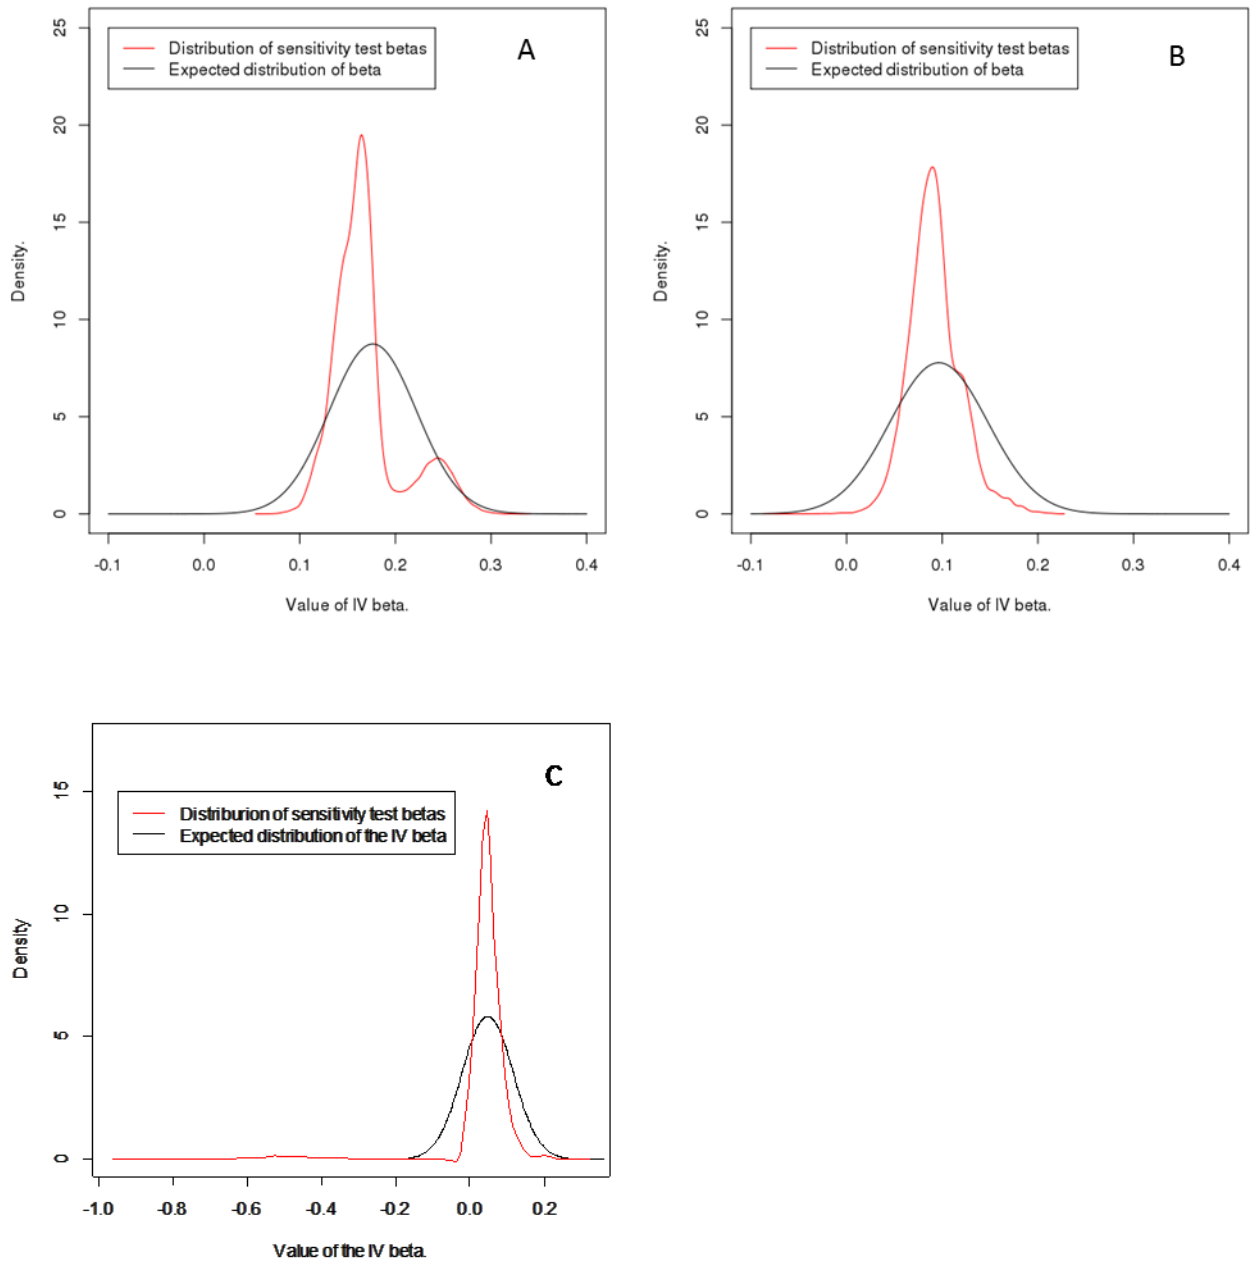 Distribution of sensitivity test betas
Expected distribution of beta
A
25
20
15
10
5
0
Density.
-0.1 0.0 0.1 0.2 0.3 0.4
Value of IV beta.
Distribution of sensitivity test betas
Expected distribution of beta
B
25
20
15
10
5
0
Density.
-0.1 0.0 0.1 0.2 0.3 0.4
Value of IV beta.
C
Distriburion of sensitivity test betas
Expected distribution of the IV beta
15
10
5
0
Density
-1.0 -0.8 -0.6 -0.4 -0.2 0.0 0.2
Value of the IV beta.